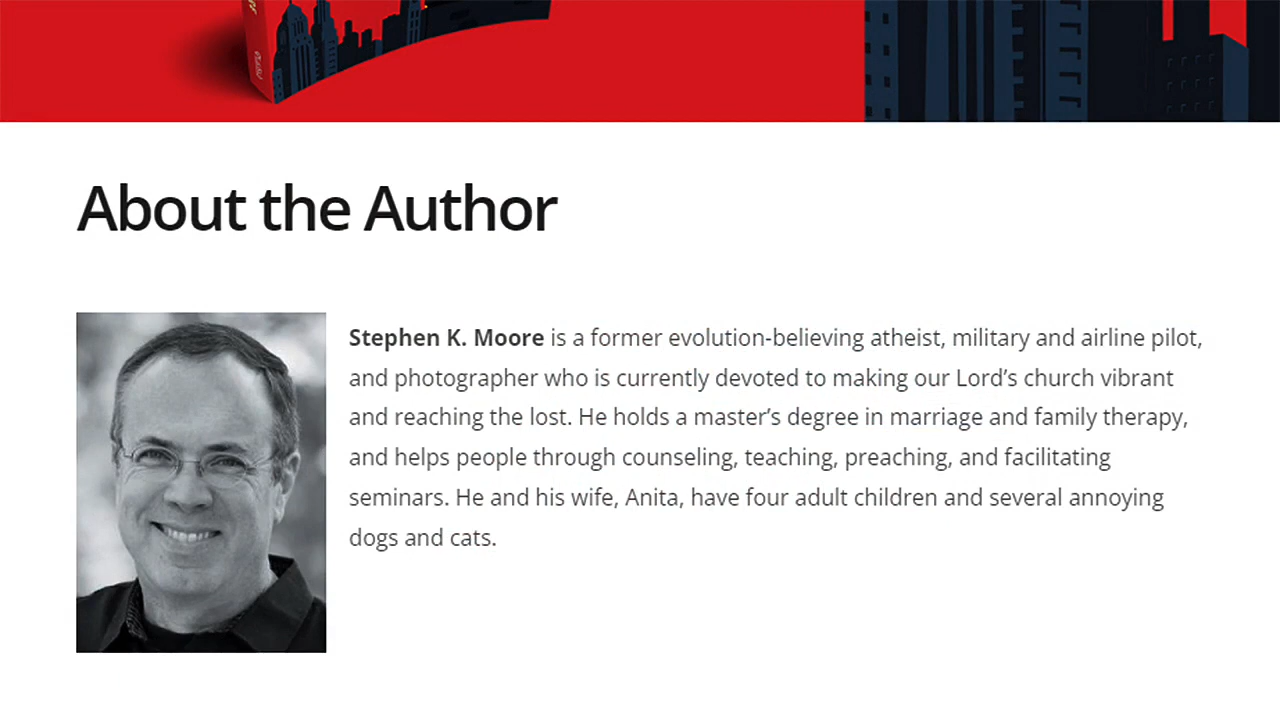 About the Author
Stephen K. Moore is a former evolution-believing atheist, military and airline pilot,
and photographer who is currently devoted to making our Lord’s church vibrant
and reaching the lost. He holds a master’s degree in marriage and family therapy,
and helps people through counseling, teaching, preaching, and facilitating
seminars. He and his wife, Anita, have four adult children and several annoying
dogs and cats.